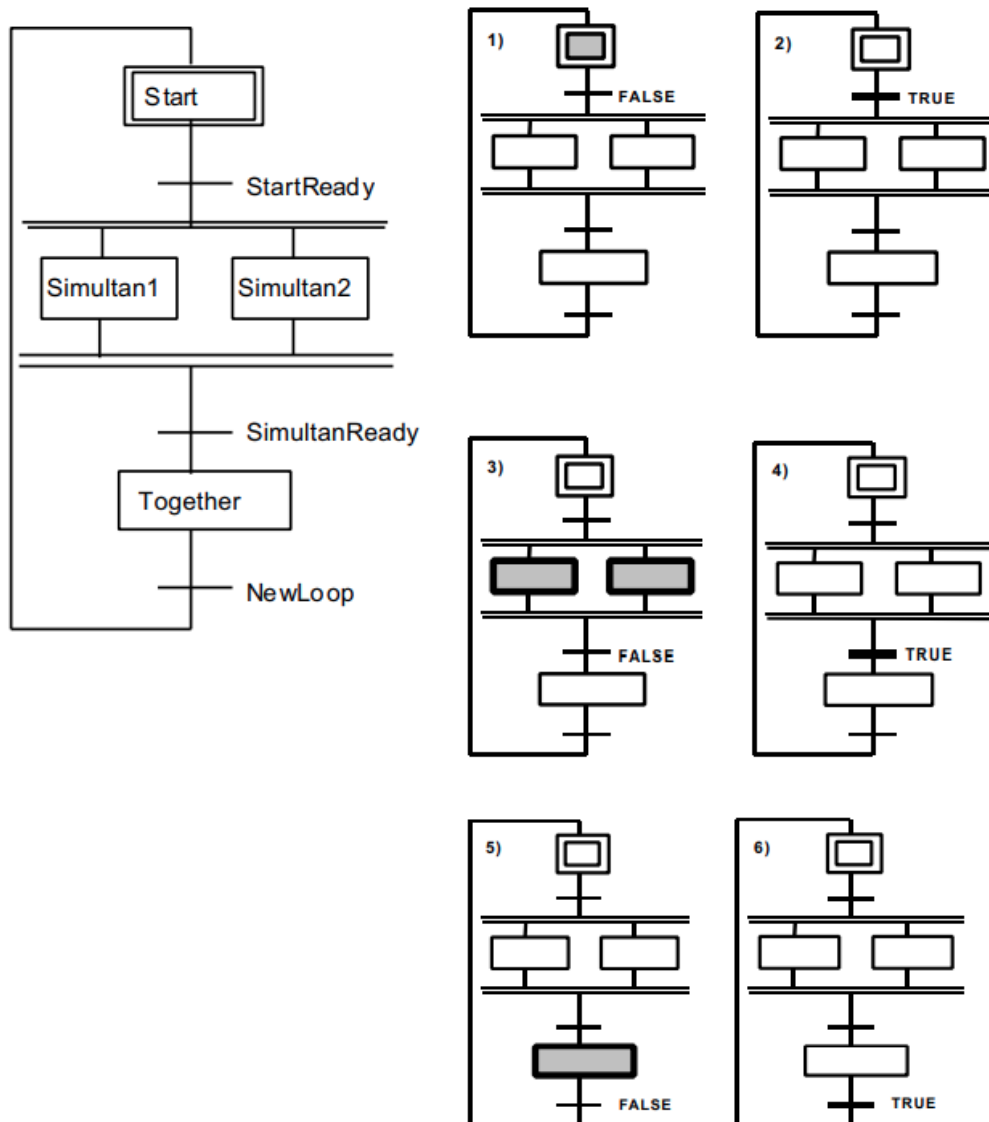 Start
StartReady
Simultan1
Simultan2
SimultanReady
Together
NewLoop
1)
FALSE
2)
TRUE
3)
FALSE
4)
TRUE
5)
FALSE
6)
TRUE